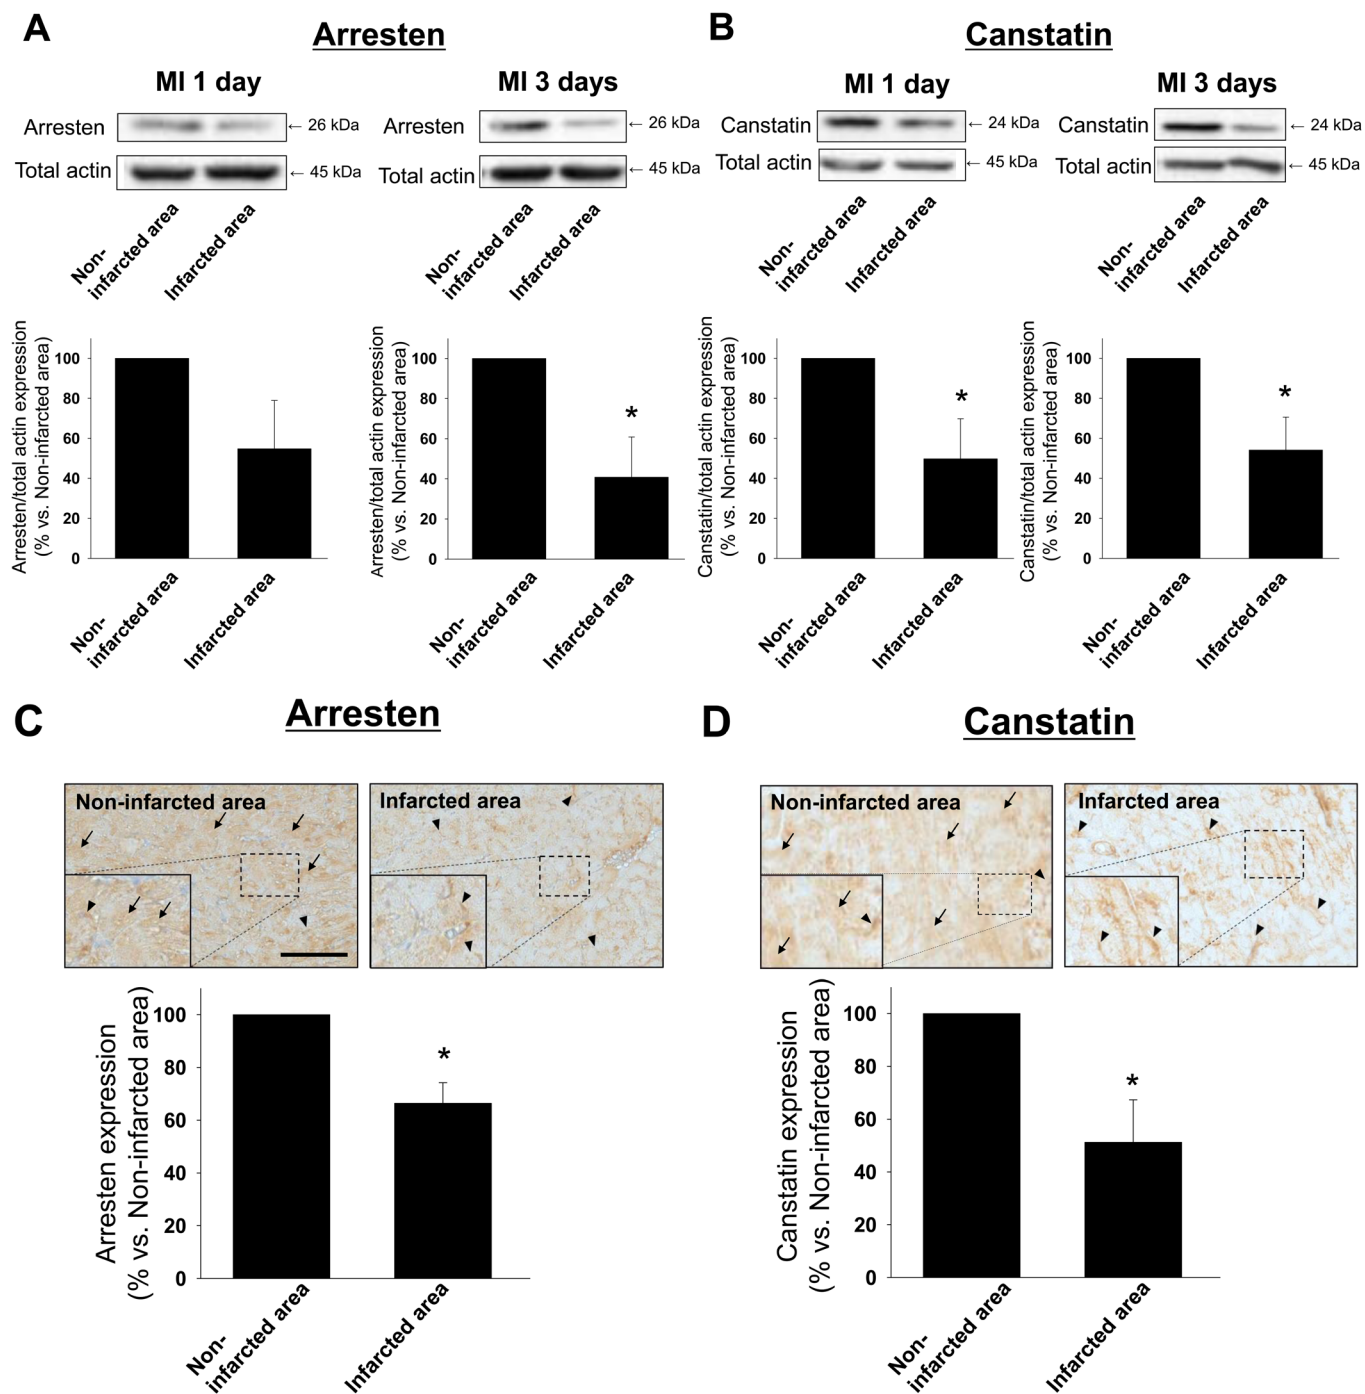 A
Arresten
MI 1 day
Arresten
← 26 kDa
Total actin
← 45 kDa
Non-
infarcted area
Infarcted area
MI 3 days
Arresten
← 26 kDa
Total actin
← 45 kDa
Non-
infarcted area
Infarcted area
Arresten/total actin expression
(% vs. Non-infarcted area)
100
80
60
40
20
0
Non-
infarcted area
Infarcted area
Arresten/total actin expression
(% vs. Non-infarcted area)
100
80
60
40
20
0
*
Non-
infarcted area
Infarcted area
B
Canstatin
MI 1 day
Canstatin
← 24 kDa
Total actin
← 45 kDa
Non-
infarcted area
Infarcted area
MI 3 days
Canstatin
← 24 kDa
Total actin
← 45 kDa
Non-
infarcted area
Infarcted area
Canstatin/total actin expression
(% vs. Non-infarcted area)
100
80
60
40
20
0
*
Non-
infarcted area
Infarcted area
Canstatin/total actin expression
(% vs. Non-infarcted area)
100
80
60
40
20
0
*
Non-
infarcted area
Infarcted area
C
Arresten
Non-infarcted area
Infarcted area
Arresten expression
(% vs. Non-infarcted area)
100
80
60
40
20
0
*
Non-
infarcted area
Infarcted area
D
Canstatin
Non-infarcted area
Infarcted area
Canstatin expression
(% vs. Non-infarcted area)
100
80
60
40
20
0
*
Non-
infarcted area
Infarcted area